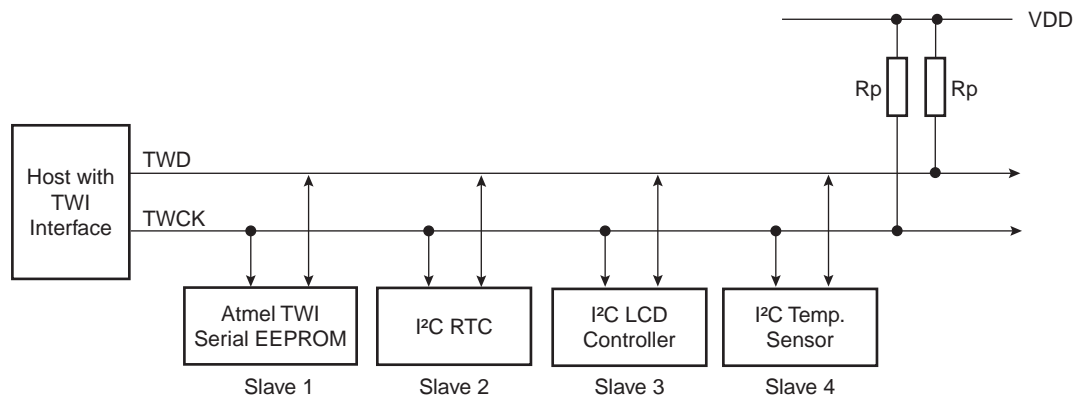 VDD
Rp Rp
Host with
TWI
Interface
TWD
TWCK
Atmel TWI
Serial EEPROM
Slave 1
I²C RTC
Slave 2
I²C LCD
Controller
Slave 3
I²C Temp.
Sensor
Slave 4